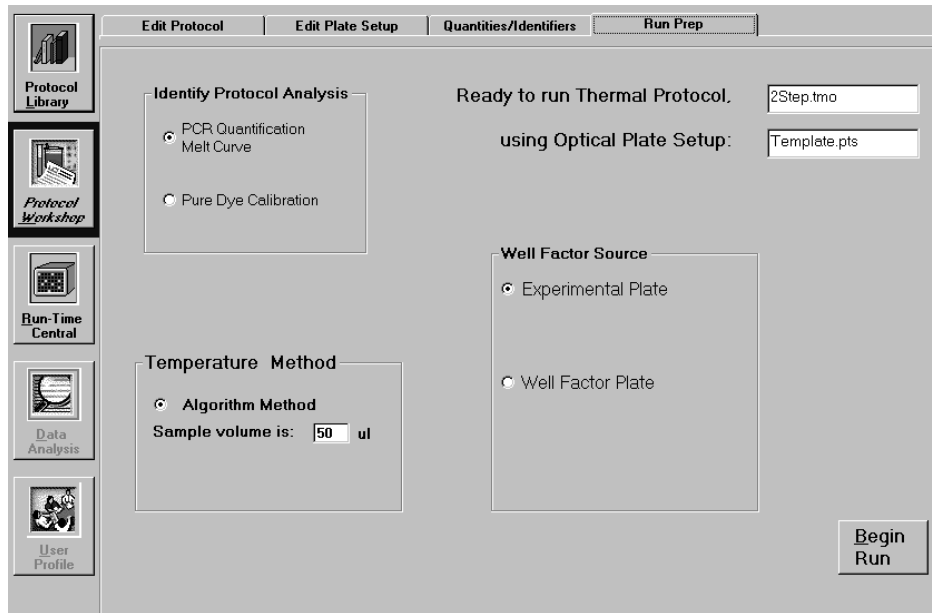 Edit Protocol
Edit Plate Setup
Quantities/Identifiers
Run Prep
Protocol
Library
Protocol
Workshop
Run-Time
Central
Data
Analysis
User
Profile
Identify Protocol Analysis
PCR Quantification
Melt Curve
Pure Dye Calibration
Ready to run Thermal Protocol,
2Step.tmo
using Optical Plate Setup:
Template.pts
Well Factor Source
Experimental Plate
Well Factor Plate
Temperature Method
Algorithm Method
Sample volume is: 50 ul
Begin
Run